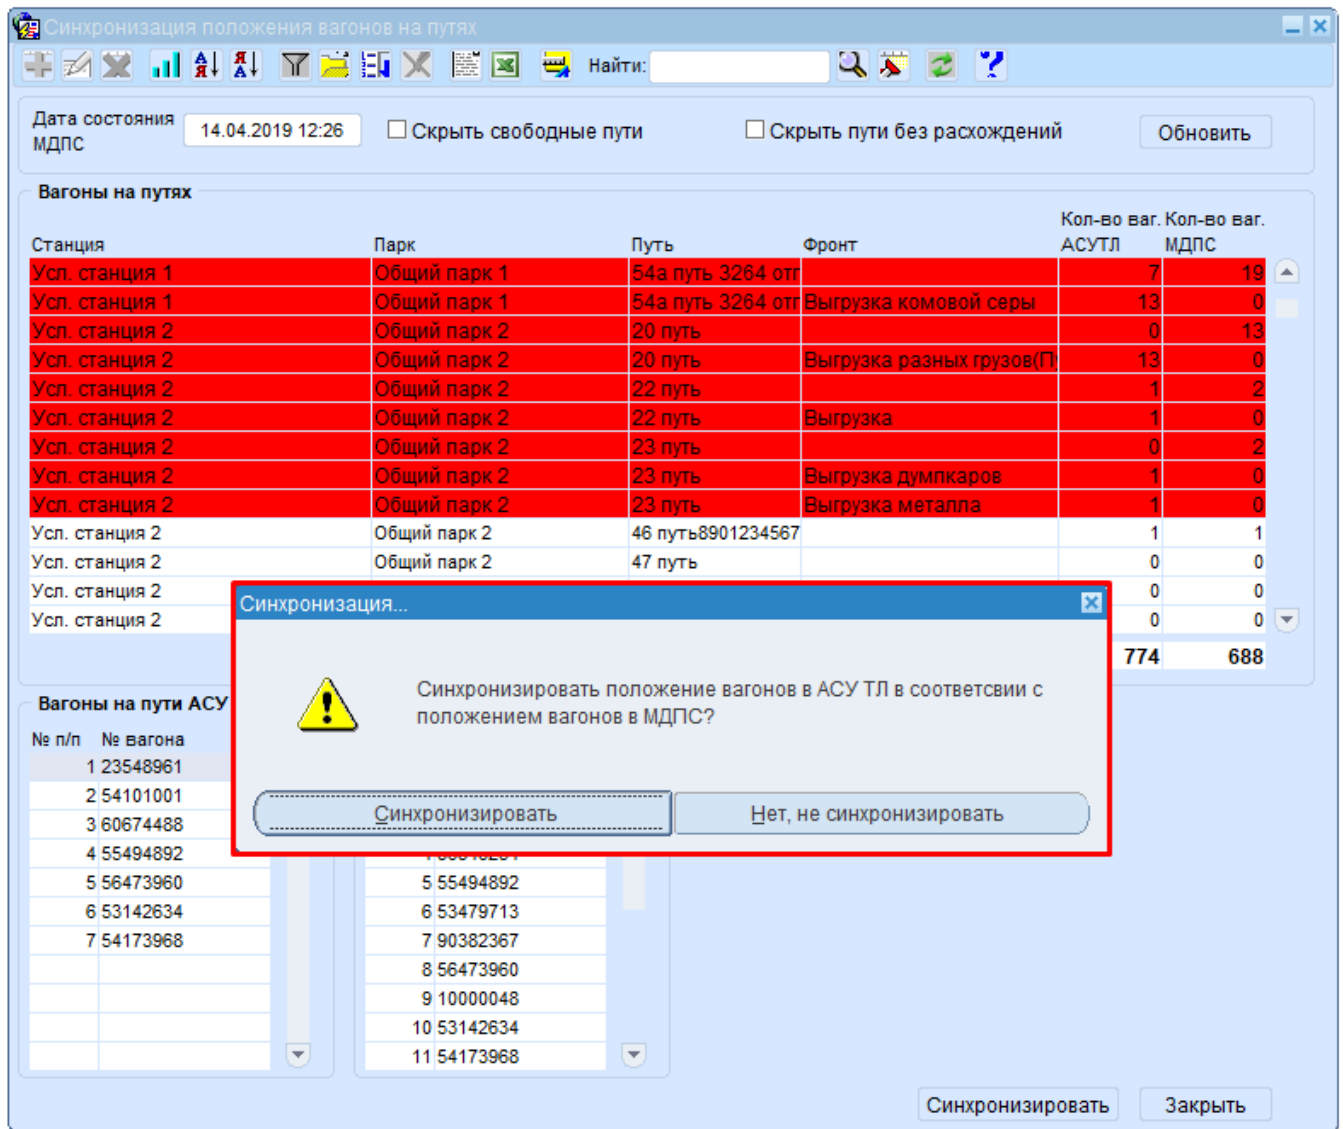 Синхронизация положения вагонов на путях
Найти:
Дата состояния МДПС
14.04.2019 12:26
Скрыть свободные пути
Скрыть пути без расхождений
Обновить
Вагоны на путях
Кол-во ваг. Кол-во ваг.
Станция Парк Путь Фронт АСУТЛ МДПС
Усл. станция 1 Общий парк 1 54а путь 3264 отг 7 19
Усл. станция 1 Общий парк 1 54а путь 3264 отг Выгрузка комовой серы 13 0
Усл. станция 2 Общий парк 2 20 путь 0 13
Усл. станция 2 Общий парк 2 20 путь Выгрузка разных грузов(П 13 0
Усл. станция 2 Общий парк 2 22 путь 1 2
Усл. станция 2 Общий парк 2 22 путь Выгрузка 1 0
Усл. станция 2 Общий парк 2 23 путь 0 2
Усл. станция 2 Общий парк 2 23 путь Выгрузка думпкаров 1 0
Усл. станция 2 Общий парк 2 23 путь Выгрузка металла 1 0
Усл. станция 2 Общий парк 2 46 путь8901234567 1 1
Усл. станция 2 Общий парк 2 47 путь 0 0
Усл. станция 2 0 0
Усл. станция 2 0 0
774 688
Синхронизация...
Синхронизировать положение вагонов в АСУ ТЛ в соответсвии с
положением вагонов в МДПС?
Синхронизировать
Нет, не синхронизировать
Вагоны на пути АСУ
№ п/п № вагона
1 23548961
2 54101001
3 60674488
4 55494892
5 56473960
6 53142634
7 54173968
5 55494892
6 53479713
7 90382367
8 56473960
9 10000048
10 53142634
11 54173968
Синхронизировать
Закрыть